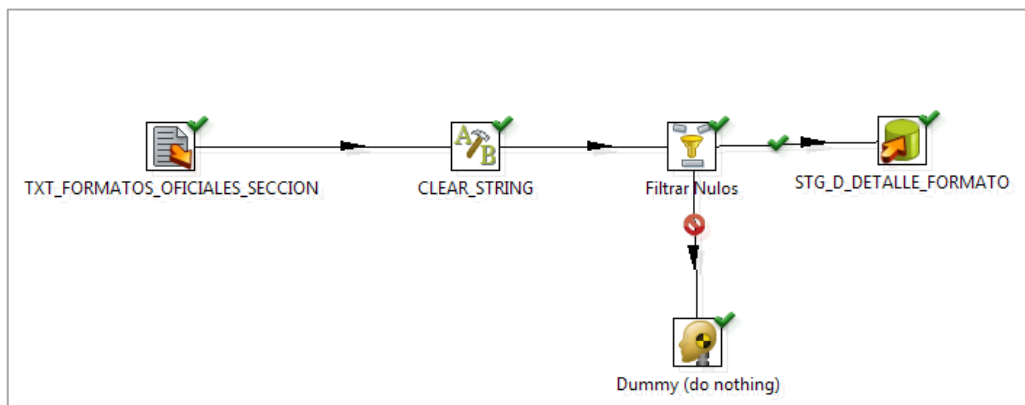 A
B
TXT_FORMATOS_OFICIALES_SECCION
CLEAR_STRING
Filtrar Nulos
STG_D_DETALLE_FORMATO
Dummy (do nothing)